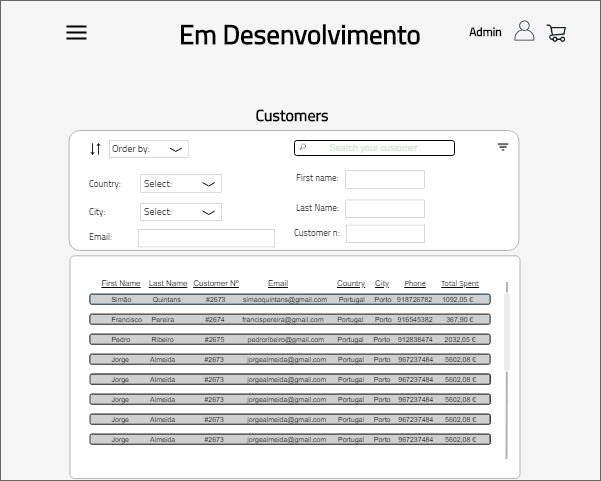 Em Desenvolvimento
Admin
Customers
Order by:
Search your customer
Country: Select: First name:
City: Select: Last Name:
Email: Customer n:
First Name Last Name Customer Nº Email Country City Phone Total Spent
Simão Quintans #2673 simaoquintans@gmail.com Portugal Porto 918726782 1092,05 €
Francisco Pereira #2674 francispereira@gmail.com Portugal Porto 916545382 367,90 €
Pedro Ribeiro #2675 pedroribeiro@gmail.com Portugal Porto 912838474 2032,05 €
Jorge Almeida #2673 jorgealmeida@gmail.com Portugal Porto 967237484 5602,08 €
Jorge Almeida #2673 jorgealmeida@gmail.com Portugal Porto 967237484 5602,08 €
Jorge Almeida #2673 jorgealmeida@gmail.com Portugal Porto 967237484 5602,08 €
Jorge Almeida #2673 jorgealmeida@gmail.com Portugal Porto 967237484 5602,08 €
Jorge Almeida #2673 jorgealmeida@gmail.com Portugal Porto 967237484 5602,08 €